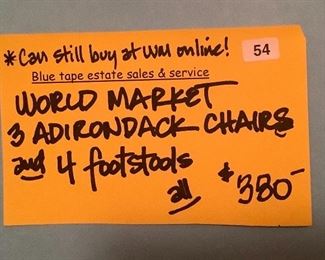 *Can still buy at WM online! 54
Blue tape estate sales & service
WORLD MARKET
3 ADIRONDACK CHAIRS
and 4 footstools
all $380-